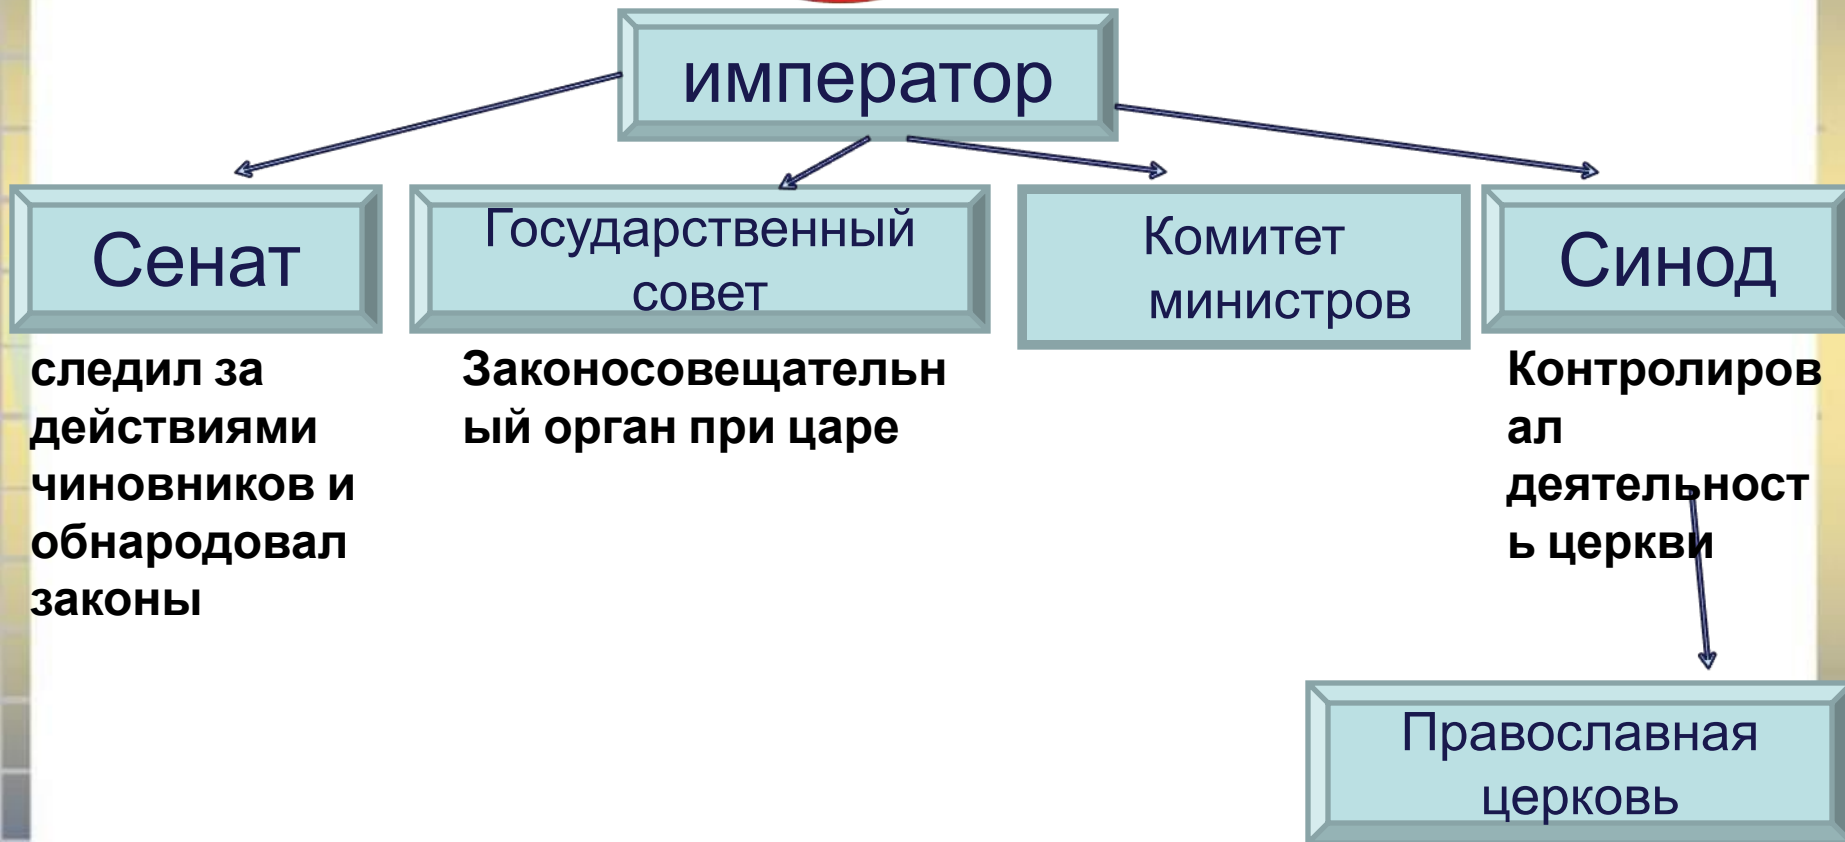 император
Сенат
Государственный
совет
Комитет
министров
Синод
следил за
действиями
чиновников и
обнародовал
законы
Законосовещательн
ый орган при царе
Контролиров
ал
деятельност
ь церкви
Православная
церковь